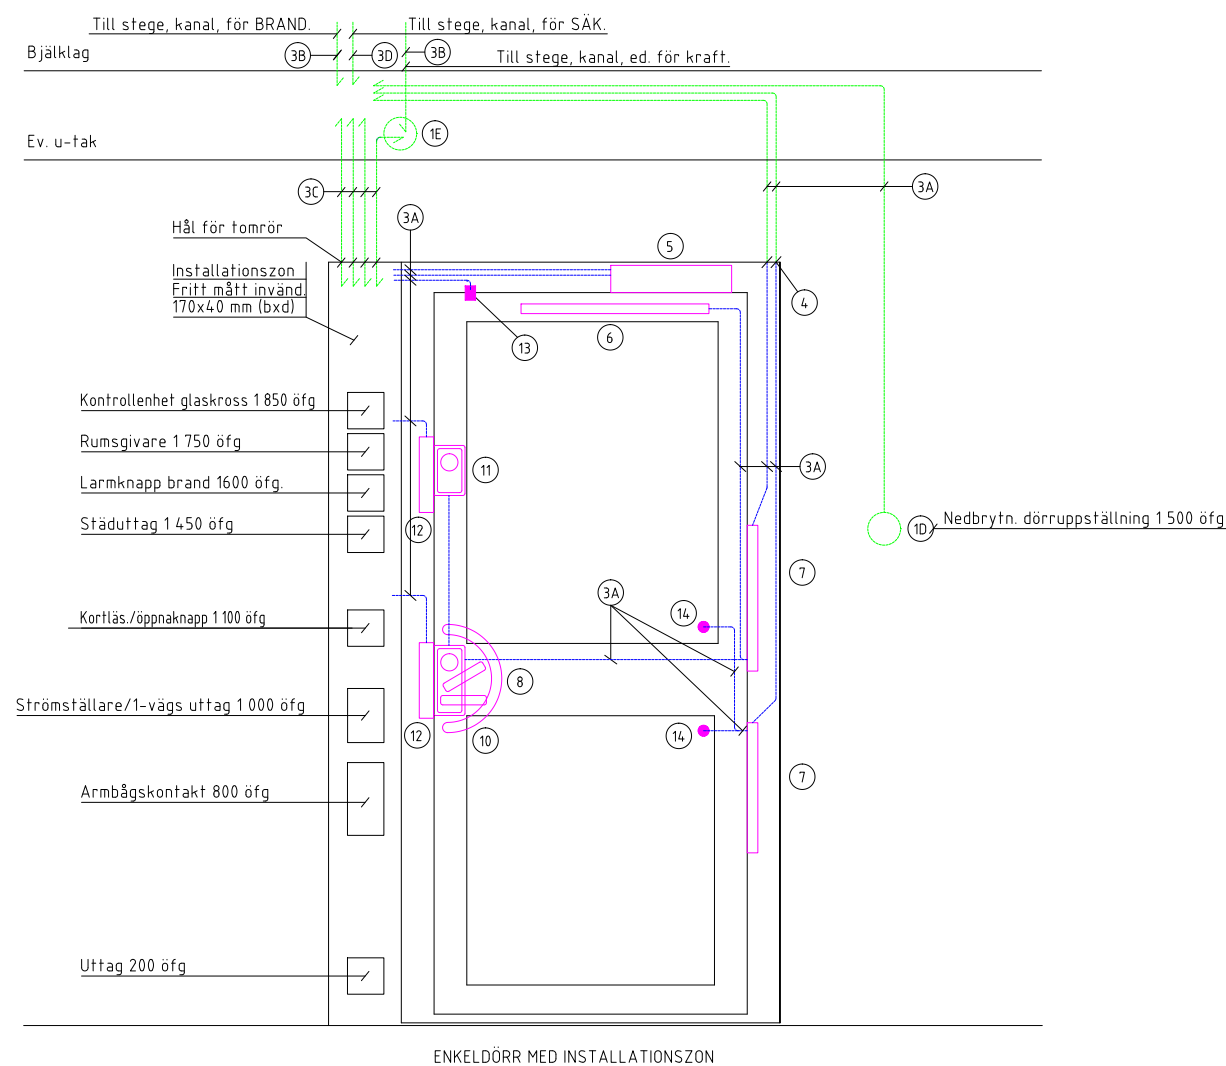 Till stege, kanal, för BRAND.
Till stege, kanal, för SÄK.
Bjälklag
3B
3D
3B
Till stege, kanal, ed. för kraft.
Ev. u-tak
1E
3C
3A
3A
Hål för tomrör
5
Installationszon
Fritt mått invänd.
170x40 mm (bxd)
4
6
13
Kontrollenhet glaskross 1 850 öfg
Rumsgivare 1 750 öfg
11
3A
Larmknapp brand 1600 öfg.
Städuttag 1 450 öfg
12
1D
Nedbrytn. dörruppställning 1 500 öfg
7
3A
Kortläs./öppnaknapp 1 100 öfg
14
8
Strömställare/1-vägs uttag 1 000 öfg
12
10
14
7
Armbågskontakt 800 öfg
Uttag 200 öfg
ENKELDÖRR MED INSTALLATIONSZON